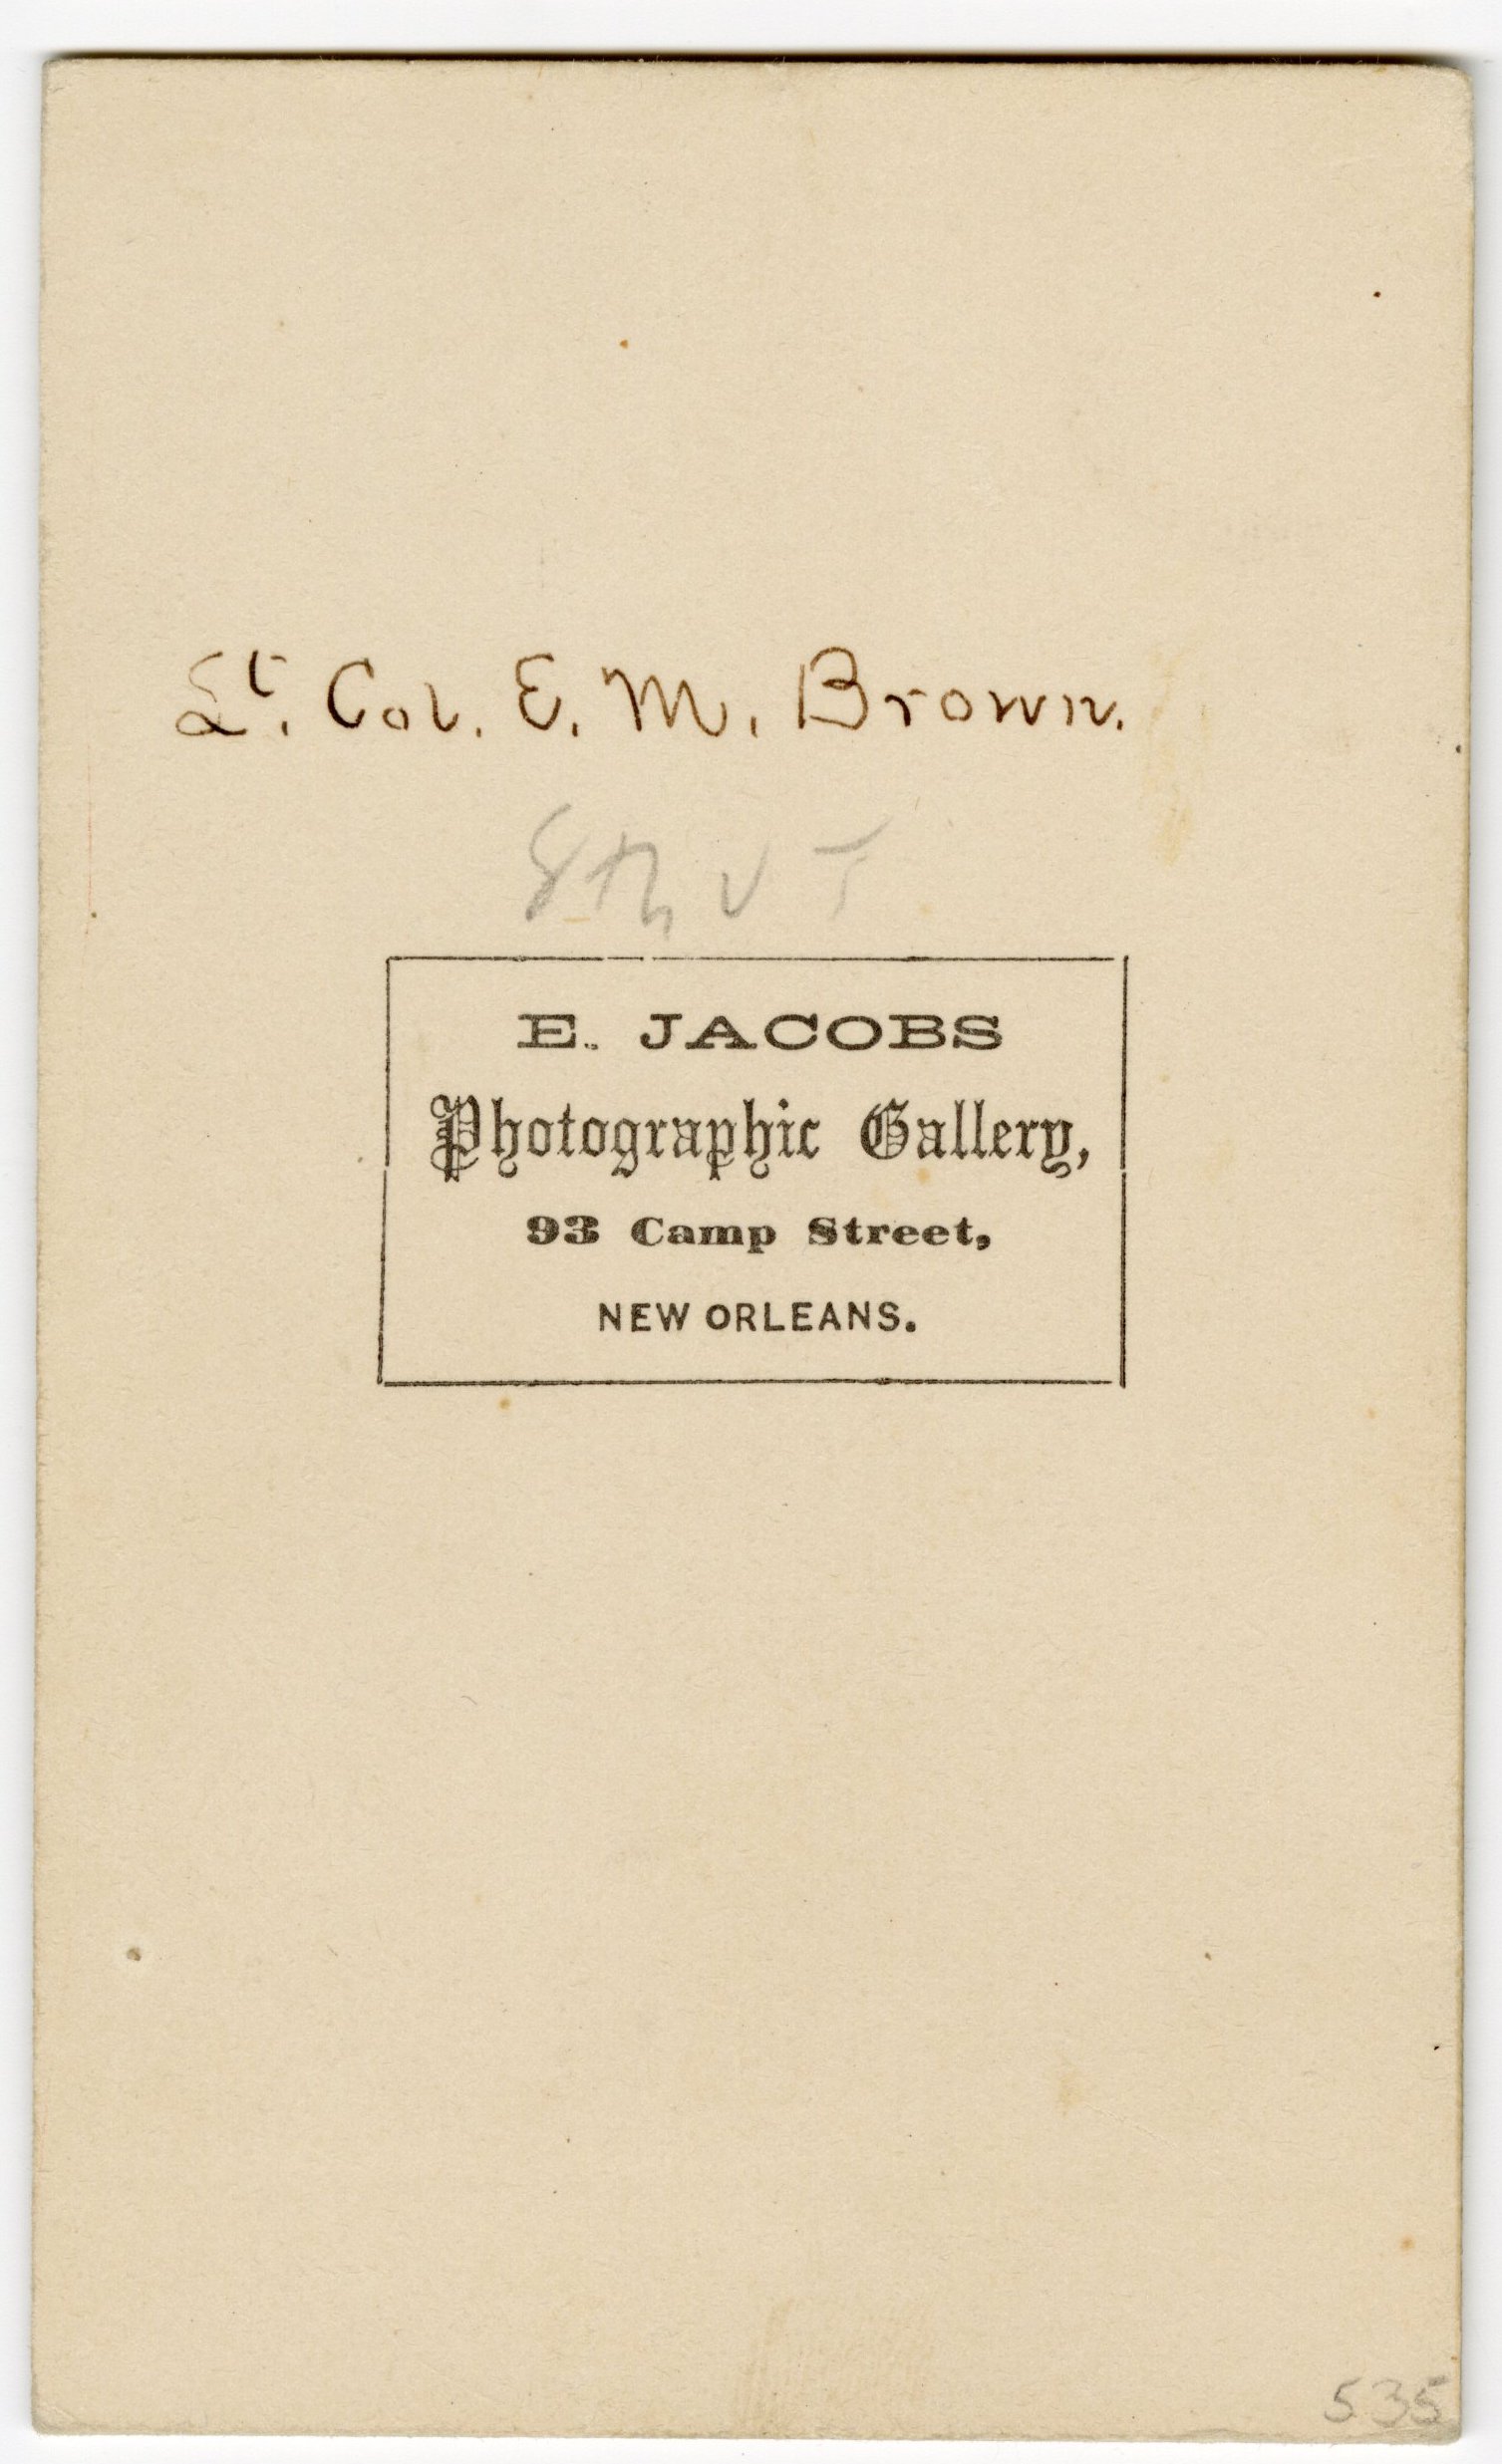 Lt. Col. E. M. Brown.
8th VT
E. JACOBS
Photographic Gallery,
93 Camp Street,
NEW ORLEANS.
535